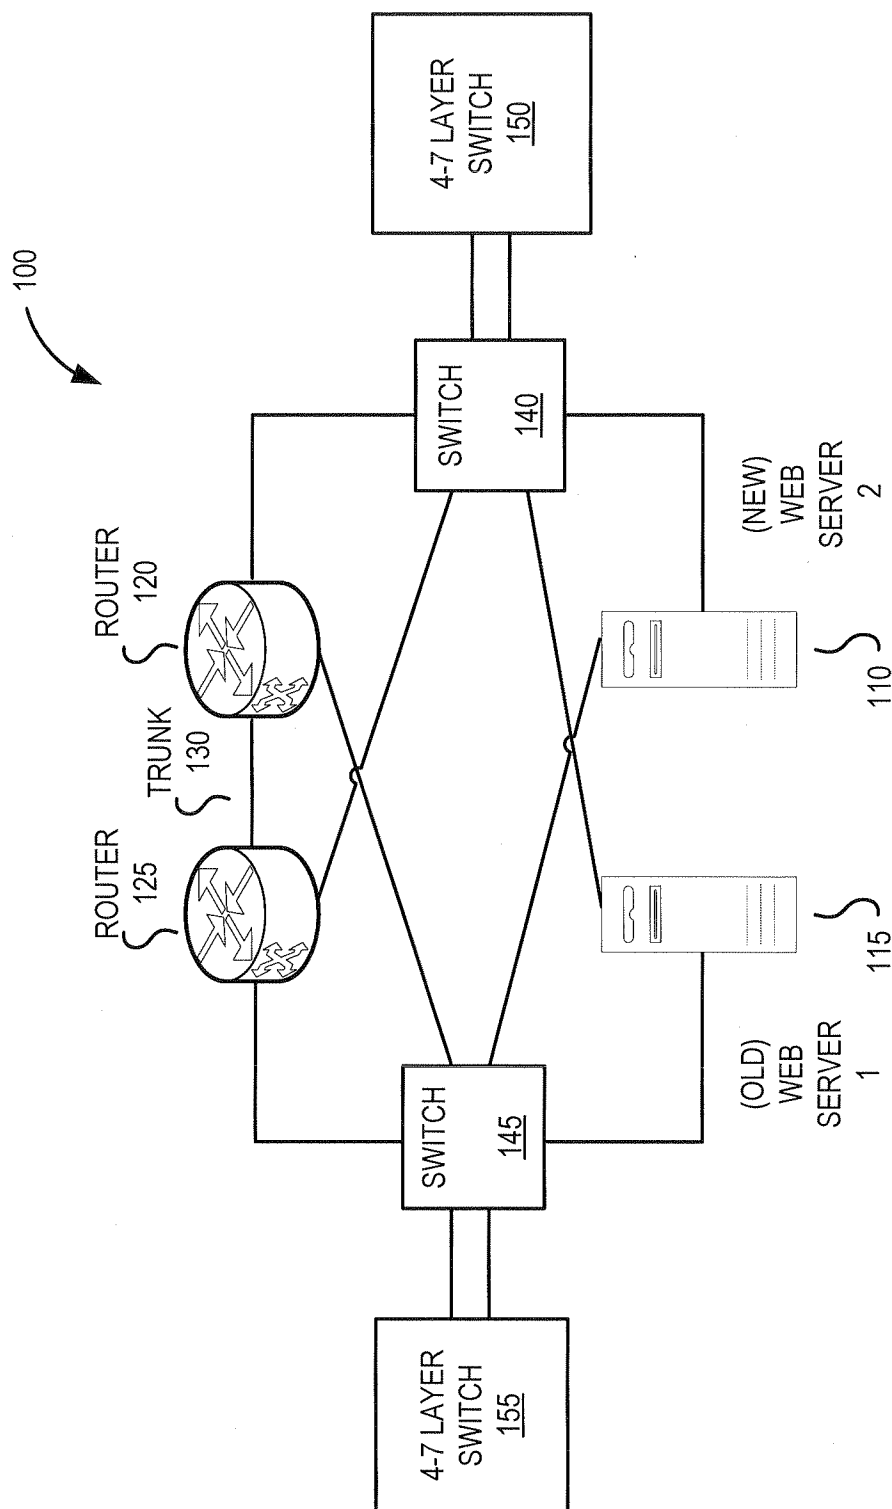 100
ROUTER
125
TRUNK
130
ROUTER
120
4-7 LAYER
SWITCH
155
SWITCH
145
SWITCH
140
4-7 LAYER
SWITCH
150
(OLD)
WEB
SERVER
1
115
110
(NEW)
WEB
SERVER
2